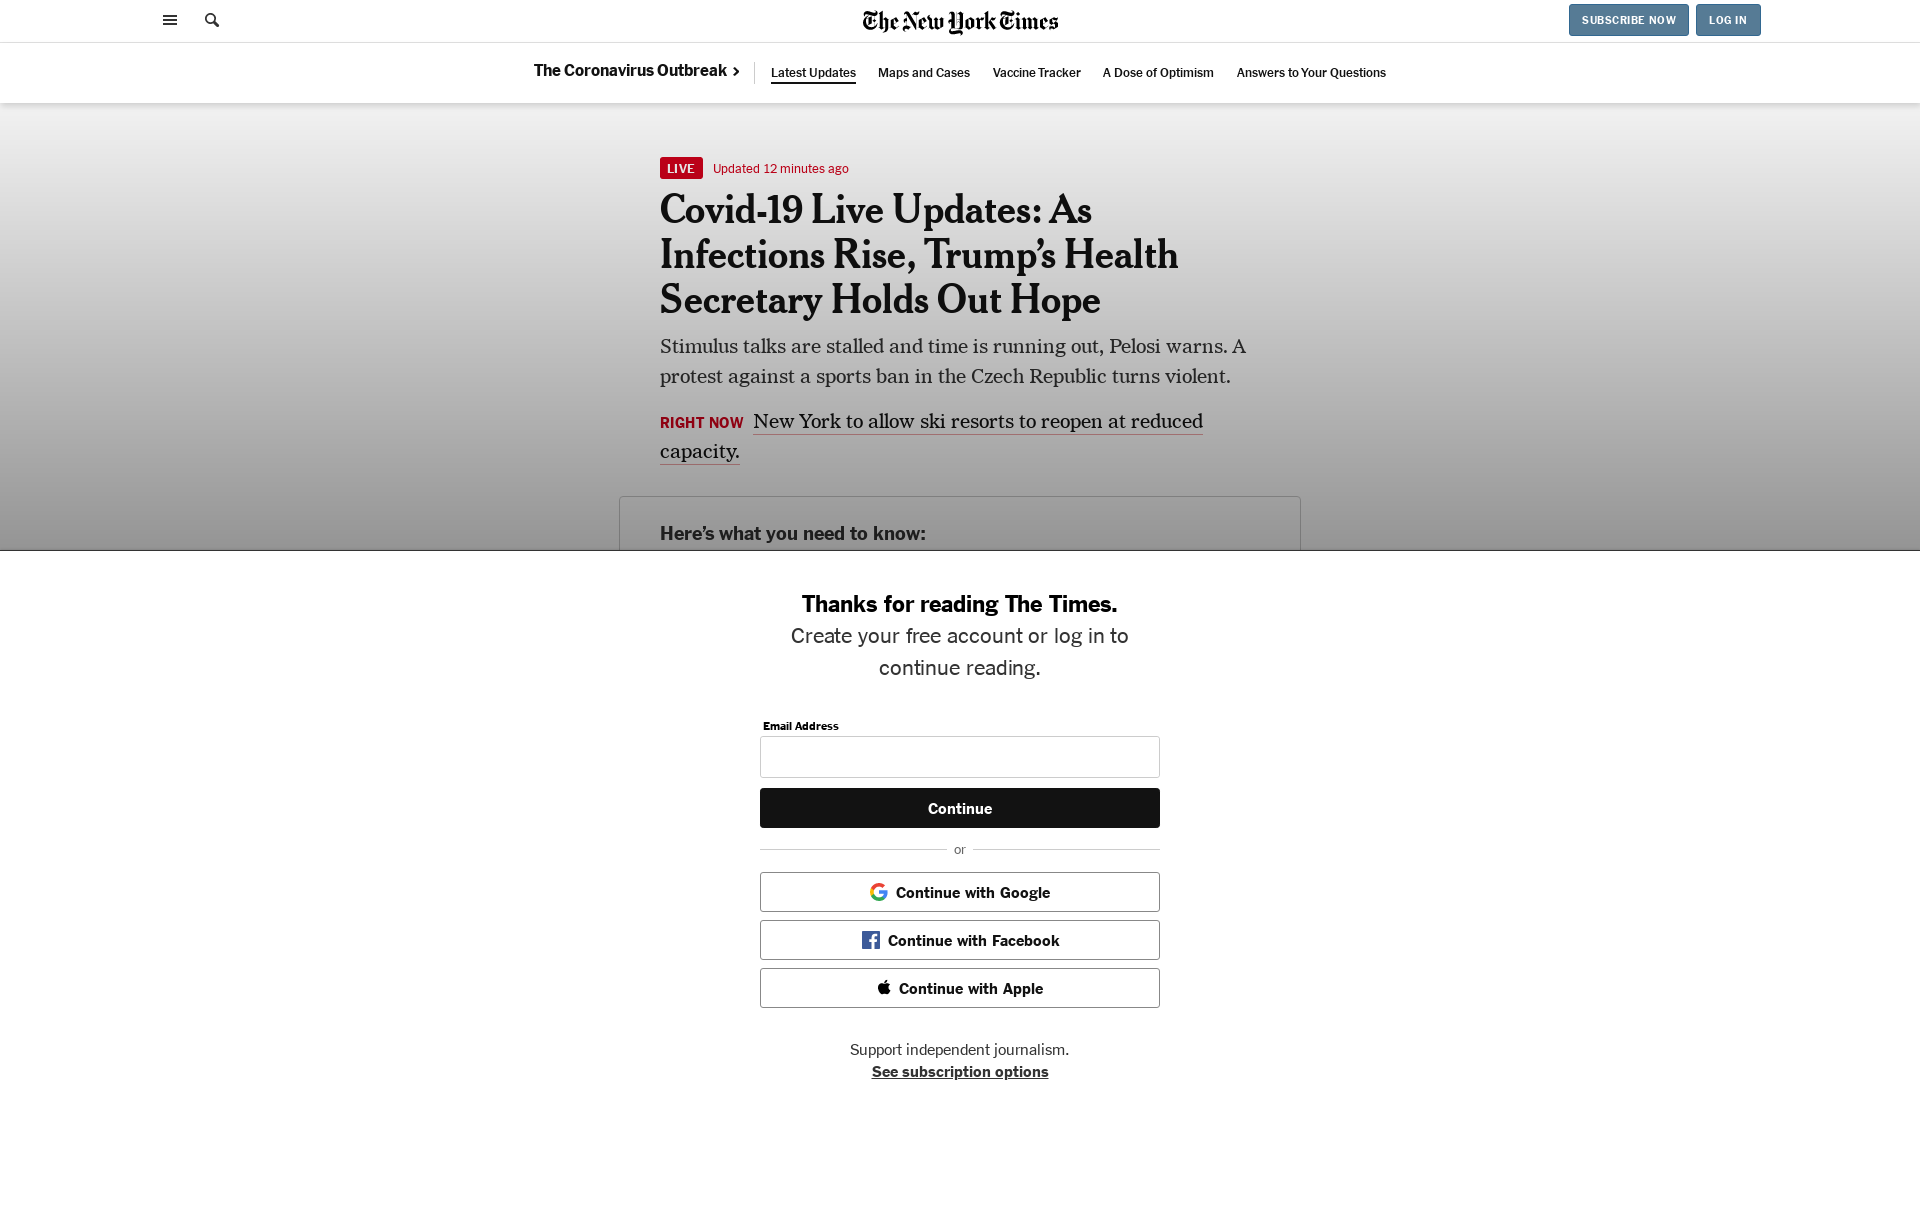 The New York Times
SUBSCRIBE NOW
LOG IN
The Coronavirus Outbreak
Latest Updates
Maps and Cases
Vaccine Tracker
A Dose of Optimism
Answers to Your Questions
LIVE Updated 12 minutes ago
Covid-19 Live Updates: As
Infections Rise, Trump’s Health
Secretary Holds Out Hope
Stimulus talks are stalled and time is running out, Pelosi warns. A
protest against a sports ban in the Czech Republic turns violent.
RIGHT NOW New York to allow ski resorts to reopen at reduced
capacity.
Here’s what you need to know:
Thanks for reading The Times.
Create your free account or log in to
continue reading.
Email Address
Continue
or
Continue with Google
Continue with Facebook
Continue with Apple
Support independent journalism.
See subscription options